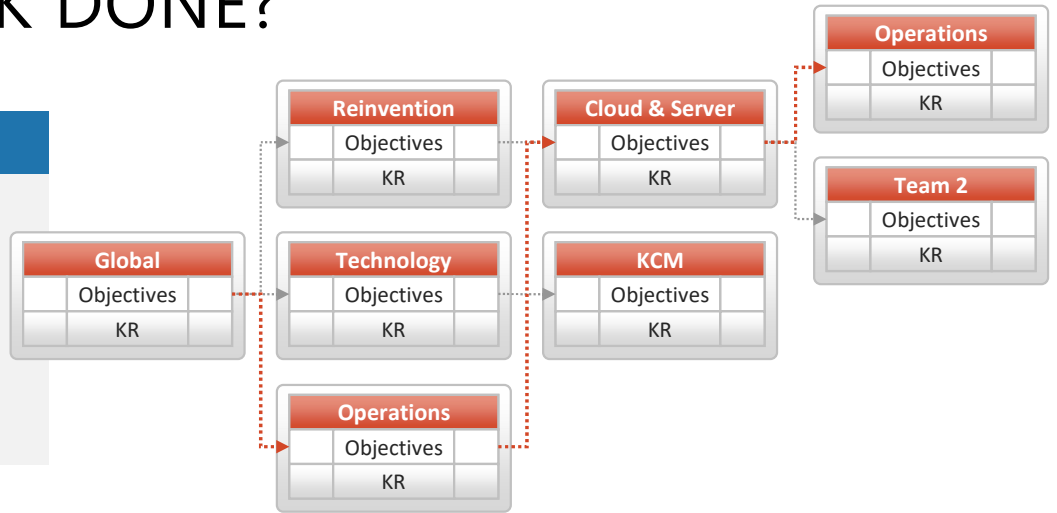 K DONE?
Operations
Objectives
KR
Reinvention
Objectives
KR
Cloud & Server
Objectives
KR
Team 2
Objectives
KR
Global
Objectives
KR
Technology
Objectives
KR
KCM
Objectives
KR
Operations
Objectives
KR